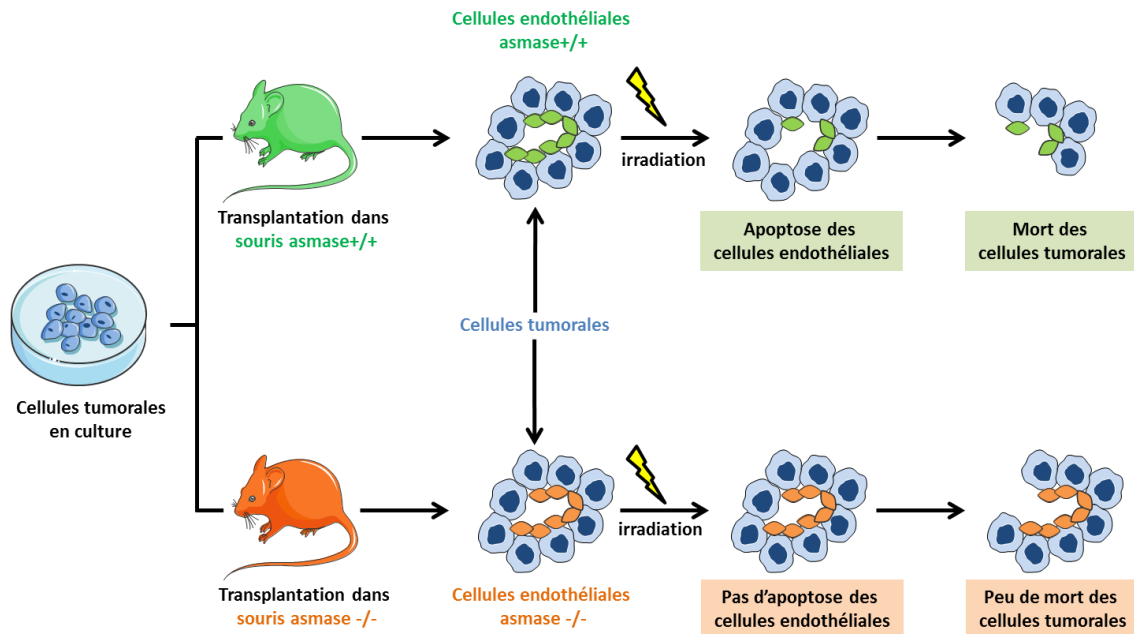 Cellules endothéliales
asmase+/+
irradiation
Transplantation dans
souris asmase+/+
Apoptose des
cellules endothéliales
Mort des
cellules tumorales
Cellules tumorales
Cellules tumorales
en culture
irradiation
Transplantation dans
souris asmase -/-
Cellules endothéliales
asmase -/-
Pas d’apoptose des
cellules endothéliales
Peu de mort des
cellules tumorales